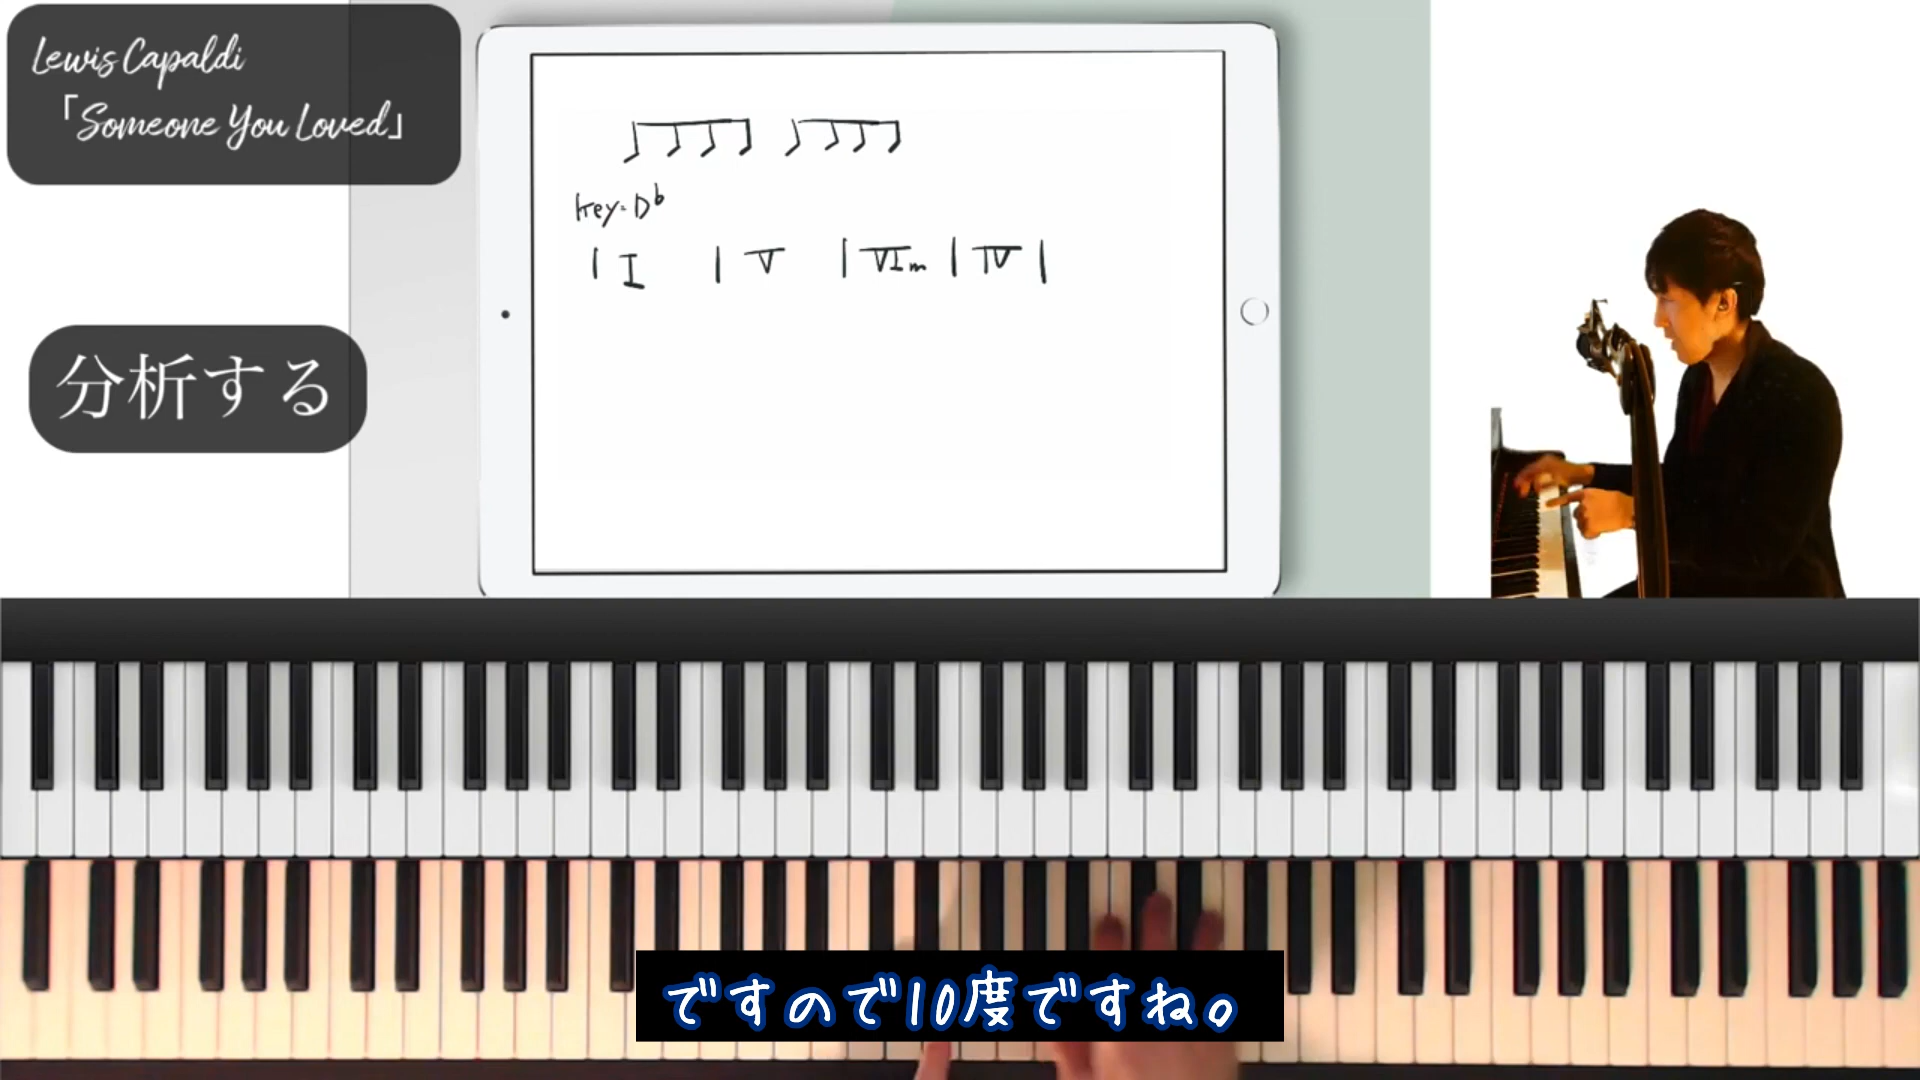 Lewis Capaldi
「Someone You Loved」
分析する
Key=D♭
| I | V | VIm | IV |
ですので10度ですね。